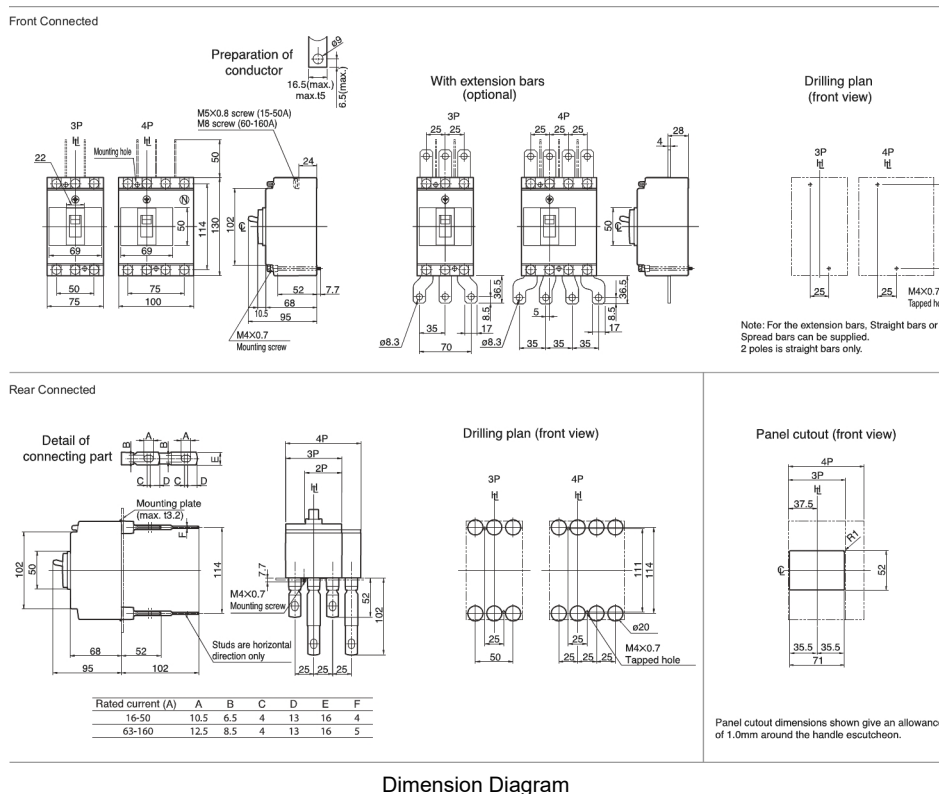 Front Connected
Preparation of
conductor
ø9
16.5(max.)
max.t5
6.5(max.)
M5X0.8 screw (15-50A)
M8 screw (60-160A)
3P
4P
Mounting hole
22
50
24
N
69
69
50
114
130
102
50
75
75
100
52
7.7
10.5
68
95
M4X0.7
Mounting screw
With extension bars
(optional)
3P
4P
25
25
25
25
25
28
4
50
36.5
8.5
5
36.5
8.5
17
17
ø8.3
35
70
ø8.3
35
35
35
Drilling plan
(front view)
3P
4P
25
25
M4X0.7
Note: For the extension bars, Straight bars or
Spread bars can be supplied.
2 poles is straight bars only.
Rear Connected
Detail of
connecting part
A
B
B
A
E
C
D
C
D
Mounting plate
(max. t3.2)
F
102
50
114
68
52
95
102
Studs are horizontal
direction only
4P
3P
2P
7.7
M4X0.7
Mounting screw
52
102
25
25
25
Drilling plan (front view)
3P
4P
111
114
ø20
M4X0.7
Tapped hole
25
50
25
25
25
25
Panel cutout (front view)
4P
3P
37.5
R1
52
35.5
35.5
71
Rated current (A) A B C D E F
16-50 10.5 6.5 4 13 16 4
63-160 12.5 8.5 4 13 16 5
Panel cutout dimensions shown give an allowance
of 1.0mm around the handle escutcheon.
Dimension Diagram